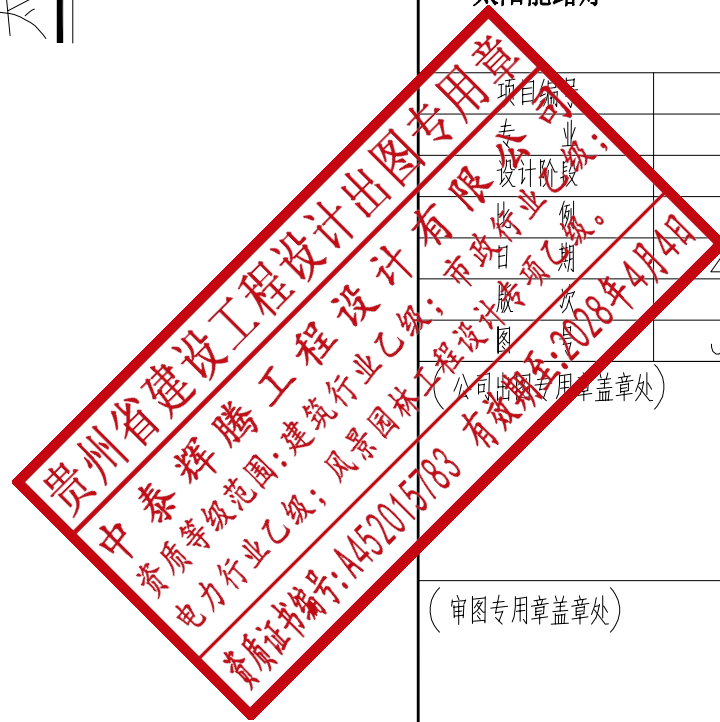 太阳能路灯
项目编号
专业
设计阶段
比例
日期
版次
图号
(公司出图专用章盖章处)
(审图专用章盖章处)
贵州省建设工程设计出图专用章
中泰辉腾工程设计有限公司
资质等级范围:建筑行业乙级;市政行业乙级;
电力行业乙级;风景园林工程设计专项乙级。
资质证书编号:A452015783 有效期至:2028年4月4日